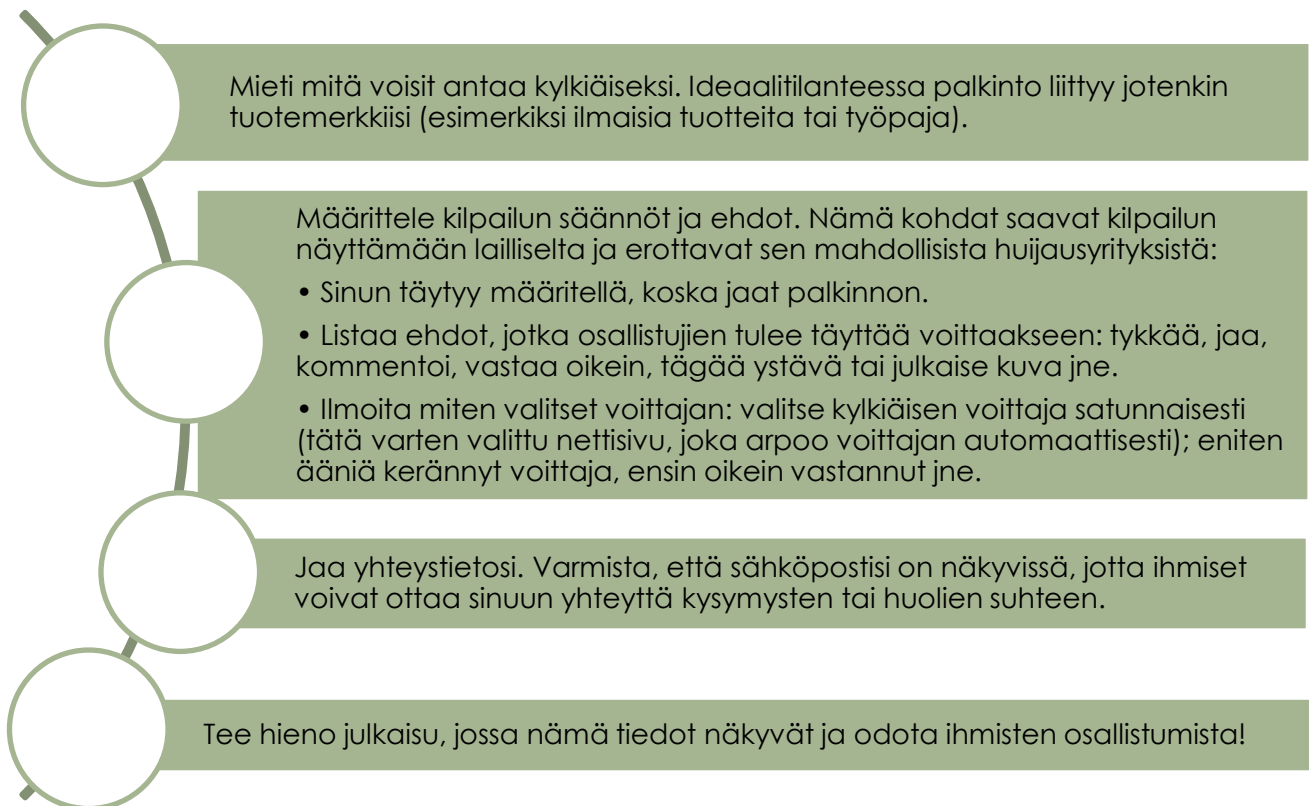 Mieti mitä voisit antaa kylkiäiseksi. Ideaalitilanteessa palkinto liittyy jotenkin
tuotemerkkiisi (esimerkiksi ilmaisia tuotteita tai työpaja).
Määrittele kilpailun säännöt ja ehdot. Nämä kohdat saavat kilpailun
näyttämään lailliselta ja erottavat sen mahdollisista huijausyrityksistä:
• Sinun täytyy määritellä, koska jaat palkinnon.
• Listaa ehdot, jotka osallistujien tulee täyttää voittaakseen: tykkää, jaa,
kommentoi, vastaa oikein, tägää ystävä tai julkaise kuva jne.
• Ilmoita miten valitset voittajan: valitse kylkiäisen voittaja satunnaisesti
(tätä varten valittu nettisivu, joka arpoo voittajan automaattisesti); eniten
ääniä kerännyt voittaja, ensin oikein vastannut jne.
Jaa yhteystietosi. Varmista, että sähköpostisi on näkyvissä, jotta ihmiset
voivat ottaa sinuun yhteyttä kysymysten tai huolien suhteen.
Tee hieno julkaisu, jossa nämä tiedot näkyvät ja odota ihmisten osallistumista!